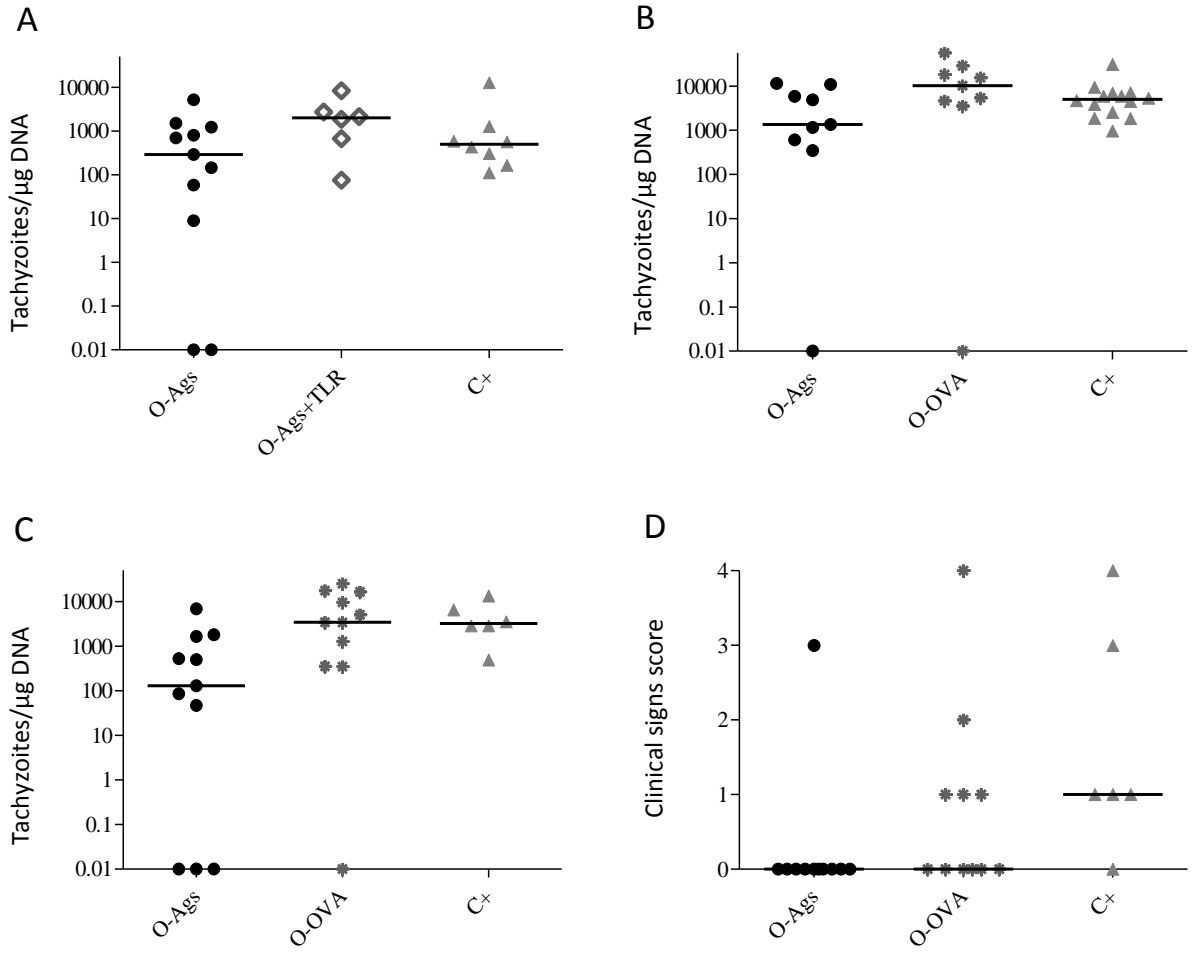 A
Tachyzoites/µg DNA
10000
1000
100
10
1
0.1
0.01
O-Ags
O-Ags+TLR
C+
B
Tachyzoites/µg DNA
10000
1000
100
10
1
0.1
0.01
O-Ags
O-OVA
C+
C
Tachyzoites/µg DNA
10000
1000
100
10
1
0.1
0.01
O-Ags
O-OVA
C+
D
Clinical signs score
4
3
2
1
0
O-Ags
O-OVA
C+